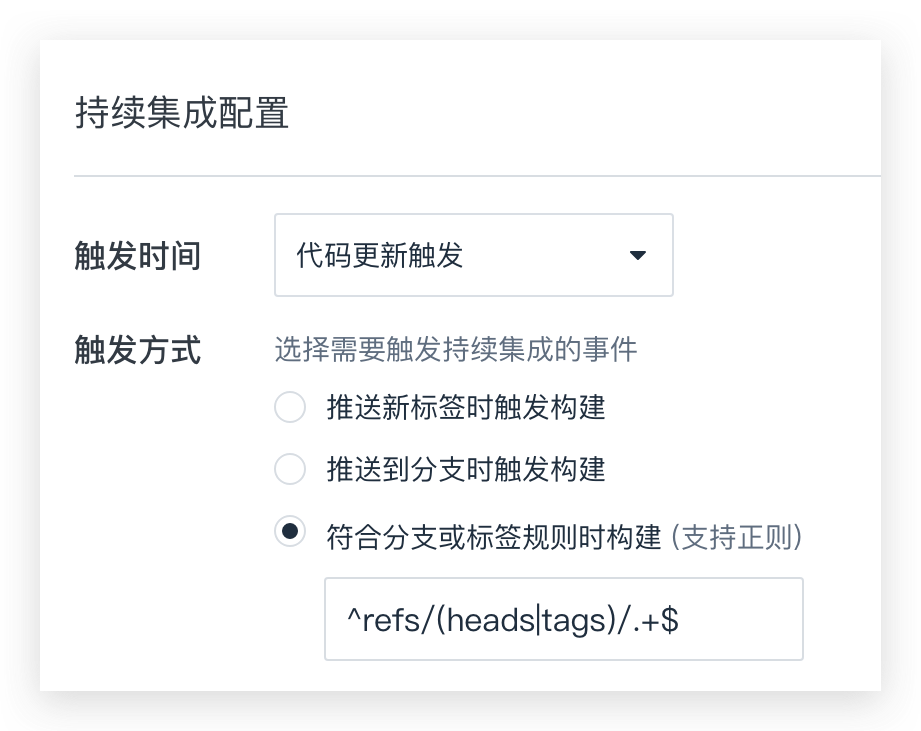 持续集成配置
触发时间 代码更新触发
触发方式 选择需要触发持续集成的事件
推送新标签时触发构建
推送到分支时触发构建
符合分支或标签规则时构建 (支持正则)
^refs/(heads|tags)/.+$